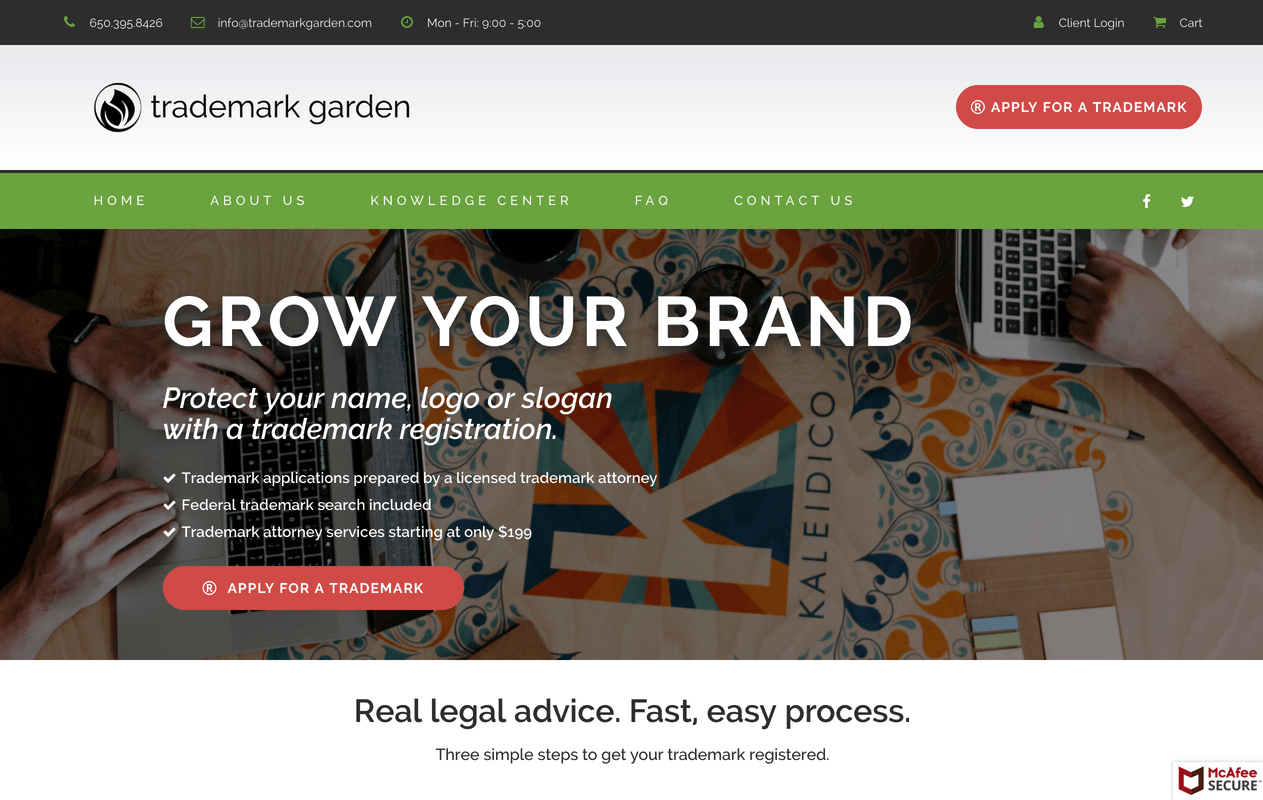 650.395.8426
info@trademarkgarden.com
Mon - Fri: 9:00 - 5:00
Client Login
Cart
trademark garden
® APPLY FOR A TRADEMARK
HOME
ABOUT US
KNOWLEDGE CENTER
FAQ
CONTACT US
GROW YOUR BRAND
Protect your name, logo or slogan
with a trademark registration.
Trademark applications prepared by a licensed trademark attorney
Federal trademark search included
Trademark attorney services starting at only $199
® APPLY FOR A TRADEMARK
KALEIDICO
Real legal advice. Fast, easy process.
Three simple steps to get your trademark registered.
McAfee
SECURE™